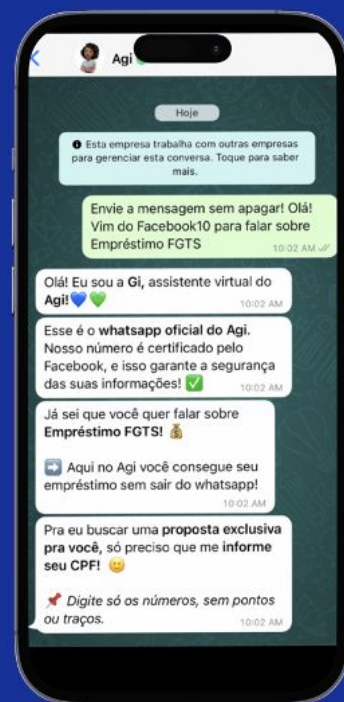 Agi
Hoje
Esta empresa trabalha com outras empresas
para gerenciar esta conversa. Toque para saber
mais.
Envie a mensagem sem apagar! Olá!
Vim do Facebook10 para falar sobre
Empréstimo FGTS
10:02 AM
Olá! Eu sou a Gi, assistente virtual do
Agi!💙💚
10:02 AM
Esse é o whatsapp oficial do Agi.
Nosso número é certificado pelo
Facebook, e isso garante a segurança
das suas informações! ✅
10:02 AM
Já sei que você quer falar sobre
Empréstimo FGTS! 💰
➡️ Aqui no Agi você consegue seu
empréstimo sem sair do whatsapp!
10:02 AM
Pra eu buscar uma proposta exclusiva
pra você, só preciso que me informe
seu CPF! 🙂
📌 Digite só os números, sem pontos
ou traços.
10:02 AM